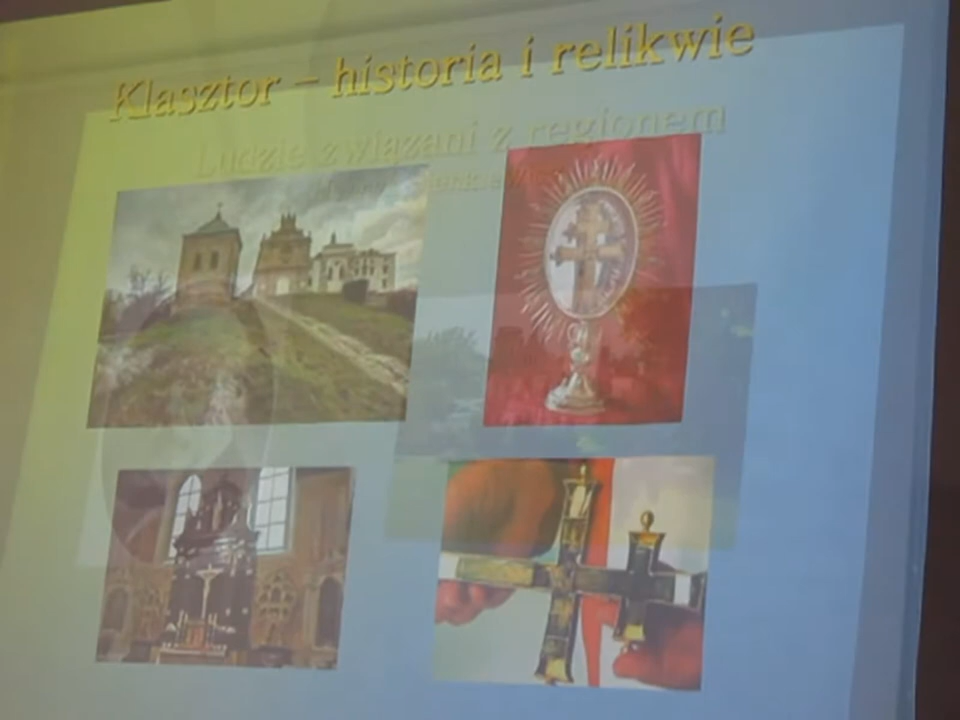 Klasztor – historia i relikwie
Ludzie związani z regionem